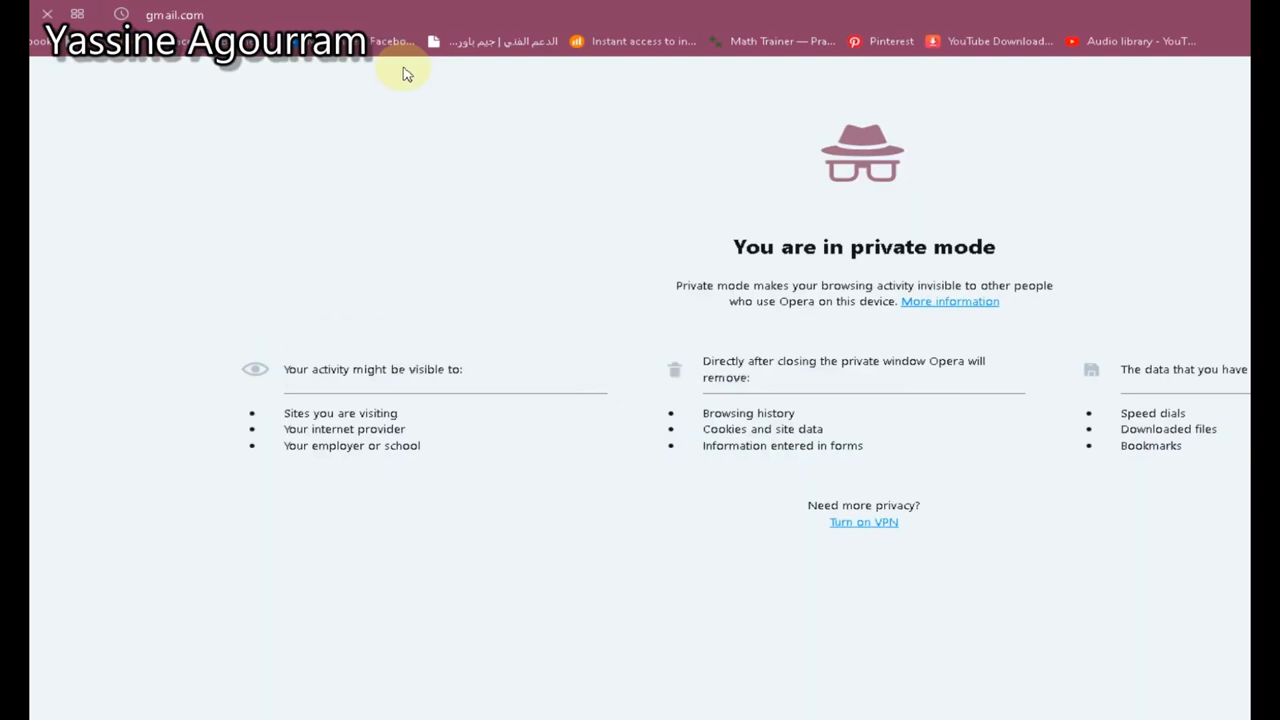 gmail.com
Yassine Agourram
Facebo... الدعم الفني | جيم باور... Instant access to in... Math Trainer — Pra... Pinterest YouTube Download... Audio library - YouT...
You are in private mode
Private mode makes your browsing activity invisible to other people
who use Opera on this device. More information
Your activity might be visible to:
Sites you are visiting
Your internet provider
Your employer or school
Directly after closing the private window Opera will
remove:
Browsing history
Cookies and site data
Information entered in forms
The data that you have
Speed dials
Downloaded files
Bookmarks
Need more privacy?
Turn on VPN